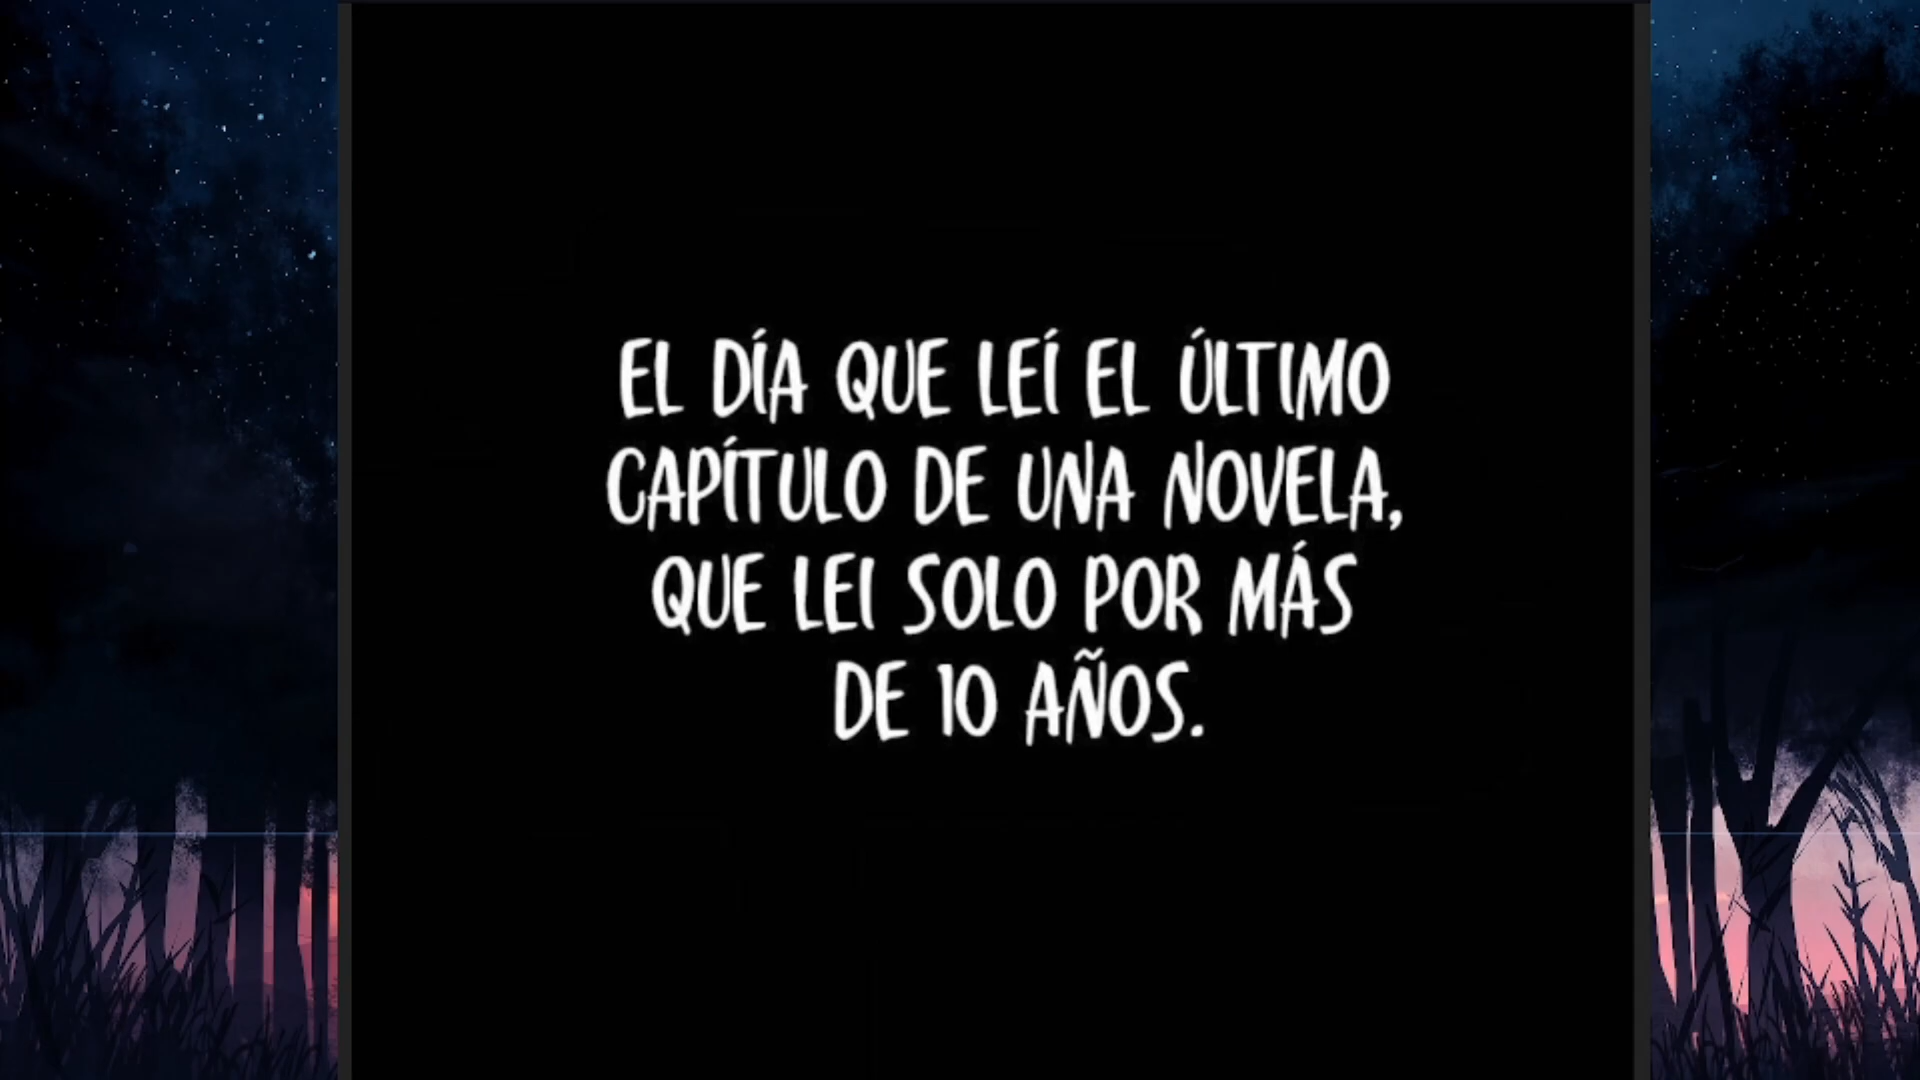 EL DÍA QUE LEÍ EL ÚLTIMO
CAPÍTULO DE UNA NOVELA,
QUE LEI SOLO POR MÁS
DE 10 AÑOS.